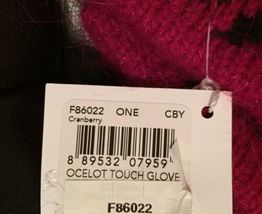 F86022 ONE CBY
Cranberry
8 89532 07959
OCELOT TOUCH GLOVE
F86022